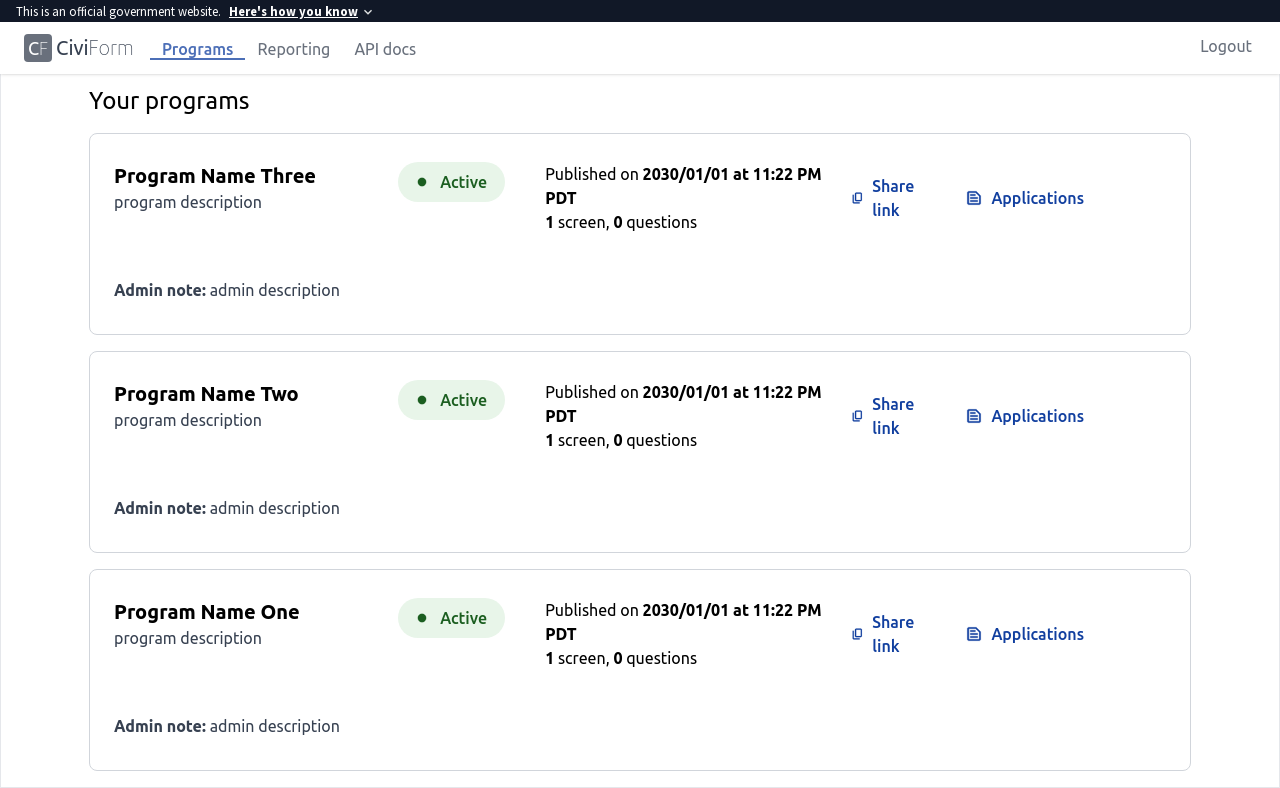 This is an official government website. Here's how you know
CF CiviForm Programs Reporting API docs Logout
Your programs
Program Name Three
program description
Active
Published on 2030/01/01 at 11:22 PM
PDT
1 screen, 0 questions
Share
link
Applications
Admin note: admin description
Program Name Two
program description
Active
Published on 2030/01/01 at 11:22 PM
PDT
1 screen, 0 questions
Share
link
Applications
Admin note: admin description
Program Name One
program description
Active
Published on 2030/01/01 at 11:22 PM
PDT
1 screen, 0 questions
Share
link
Applications
Admin note: admin description